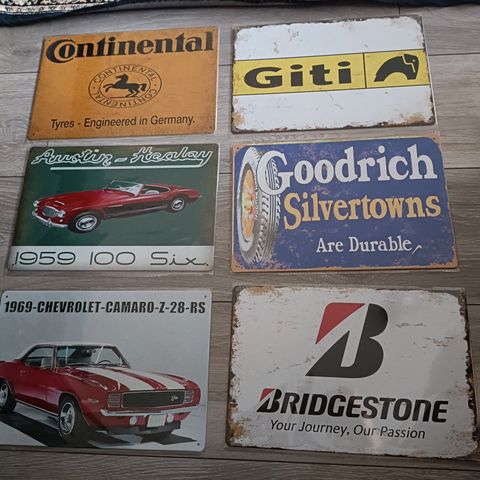 Continental
CONTINENTAL
CONTINENTAL
Tyres - Engineered in Germany.
Giti
Austin-Healey
1959 100 Six
Goodrich
Silvertowns
Are Durable
1969-CHEVROLET-CAMARO-Z-28-RS
BRIDGESTONE
Your Journey, Our Passion